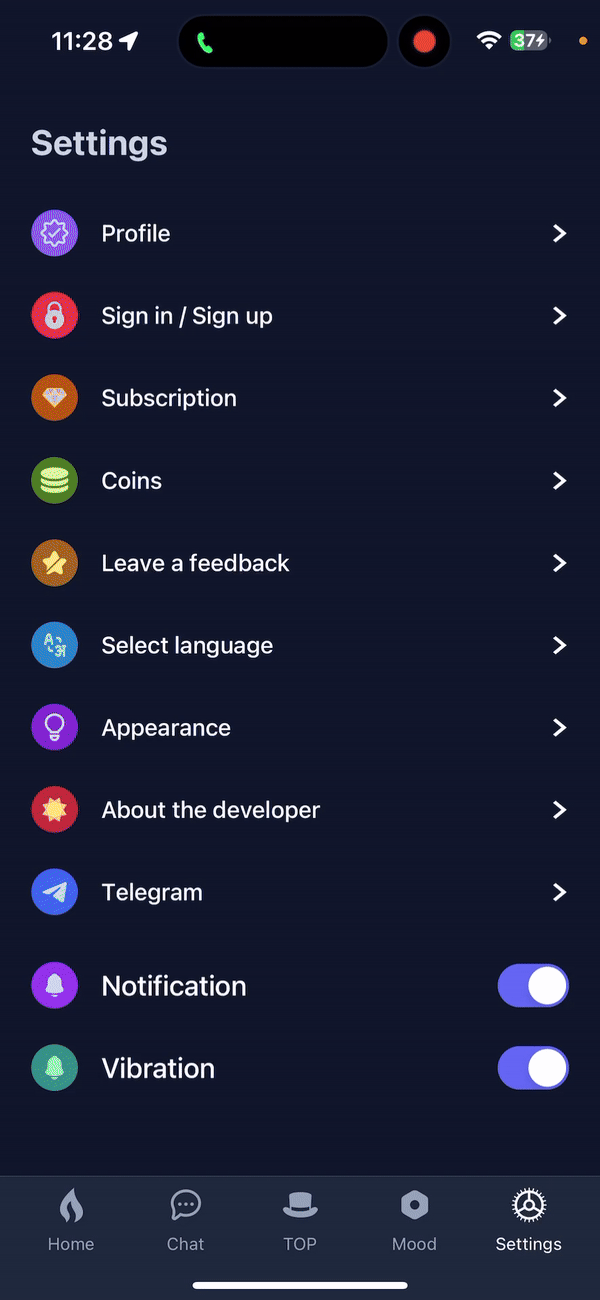 11:28
37
Settings
Profile
Sign in / Sign up
Subscription
Coins
Leave a feedback
Select language
Appearance
About the developer
Telegram
Notification
Vibration
Home
Chat
TOP
Mood
Settings